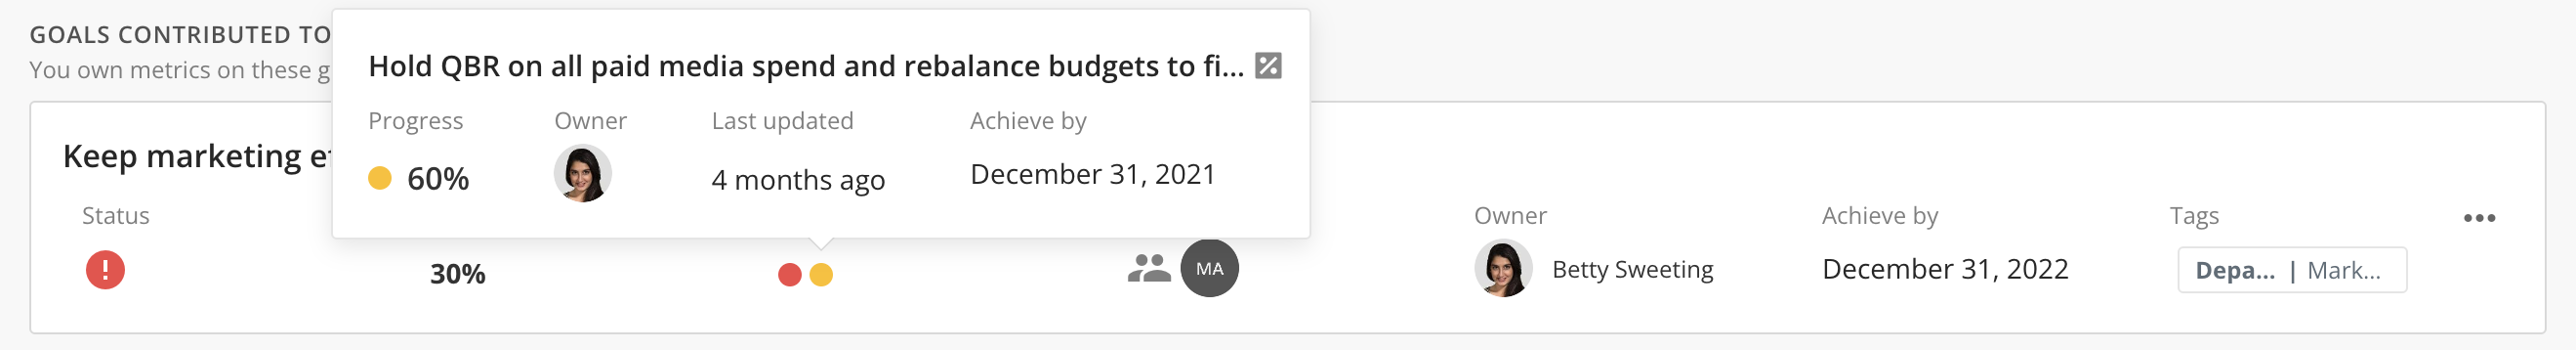 GOALS CONTRIBUTED TO
You own metrics on these g
Hold QBR on all paid media spend and rebalance budgets to fi...
Progress Owner Last updated Achieve by
60% 4 months ago December 31, 2021
Keep marketing ef
Status Owner Achieve by Tags
! 30% MA Betty Sweeting December 31, 2022 Depa... | Mark...